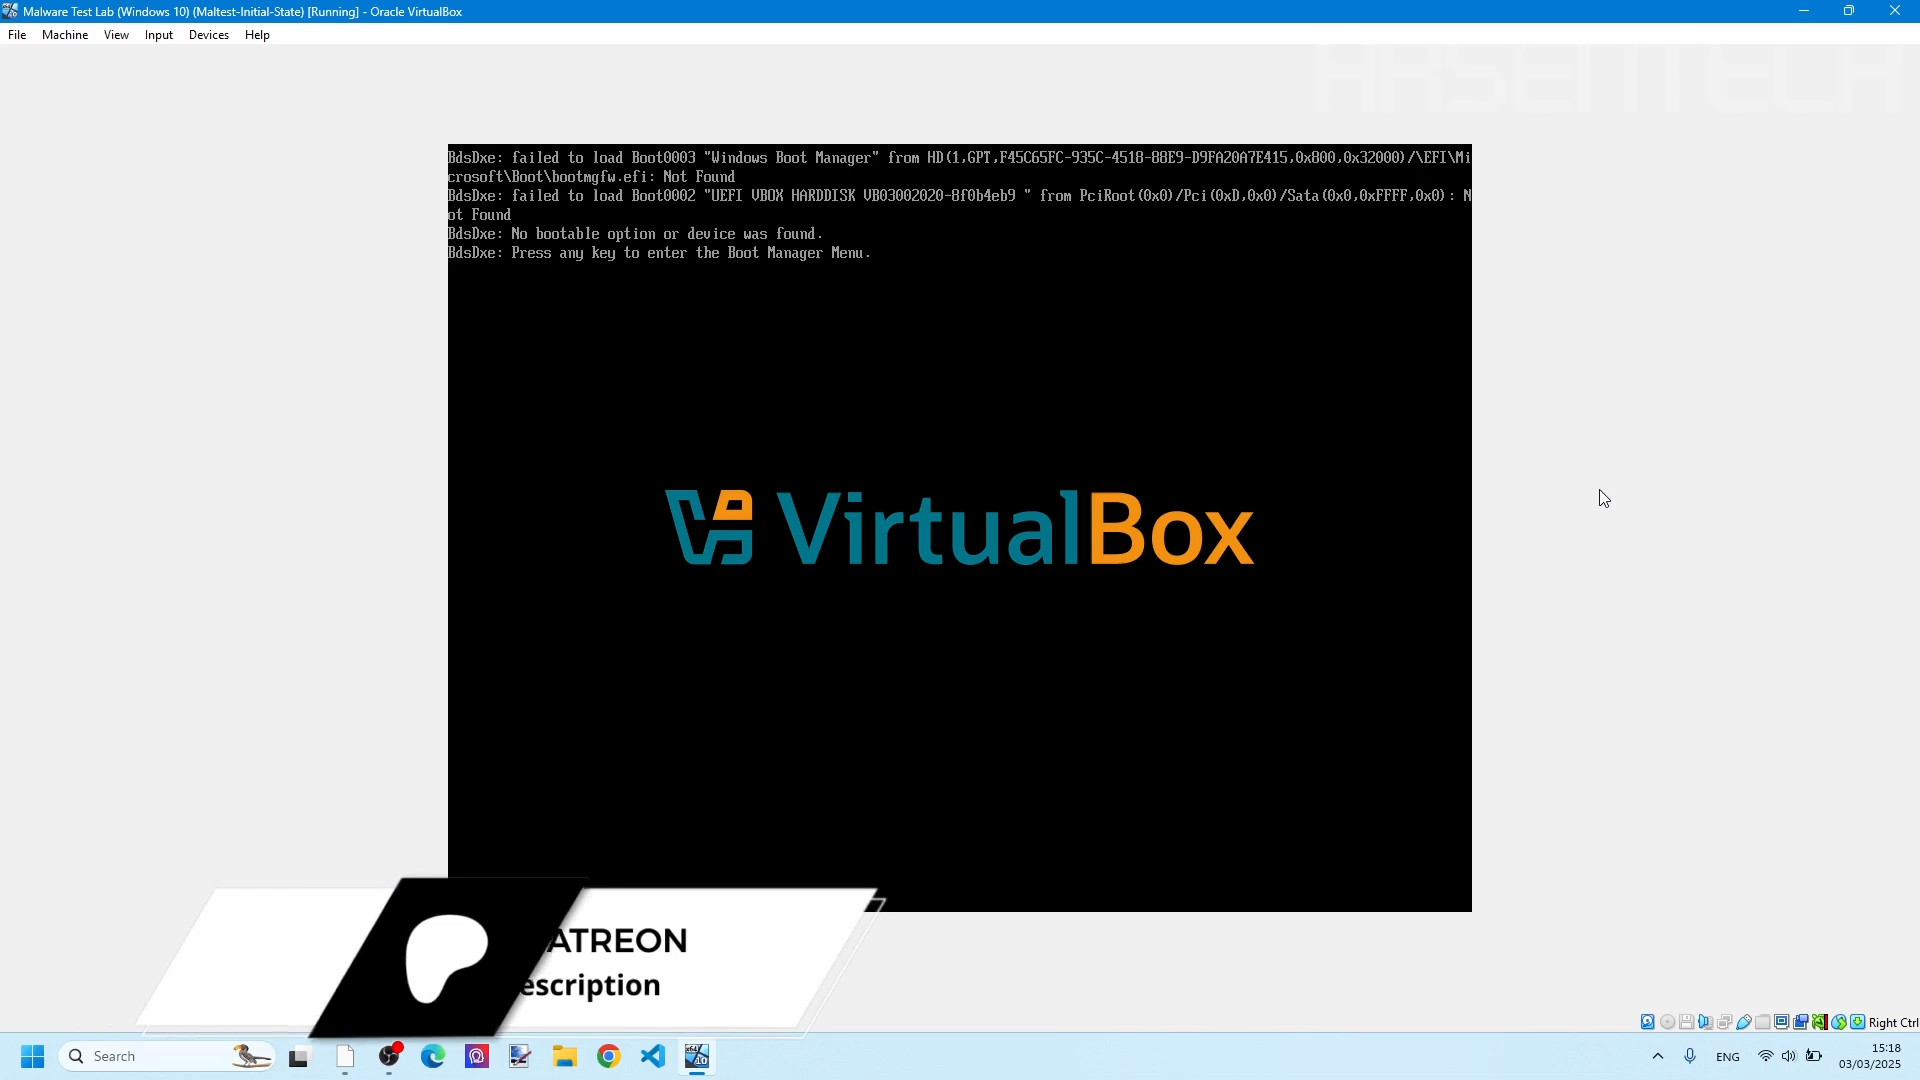 Malware Test Lab (Windows 10) (Maltest-Initial-State) [Running] - Oracle VirtualBox
File Machine View Input Devices Help
ARSEN TECH
BdsDxe: failed to load Boot0003 "Windows Boot Manager" from HD(1,GPT,F45C65FC-935C-4518-88E9-D9FA20A7E415,0x800,0x32000)/\EFI\Mi
crosoft\Boot\bootmgfw.efi: Not Found
BdsDxe: failed to load Boot0002 "UEFI VBOX HARDDISK VB03002020-8f0b4eb9 " from PciRoot(0x0)/Pci(0xD,0x0)/Sata(0x0,0xFFFF,0x0): N
ot Found
BdsDxe: No bootable option or device was found.
BdsDxe: Press any key to enter the Boot Manager Menu.
VirtualBox
ATREON
escription
Right Ctrl
Search
ENG
15:18
03/03/2025